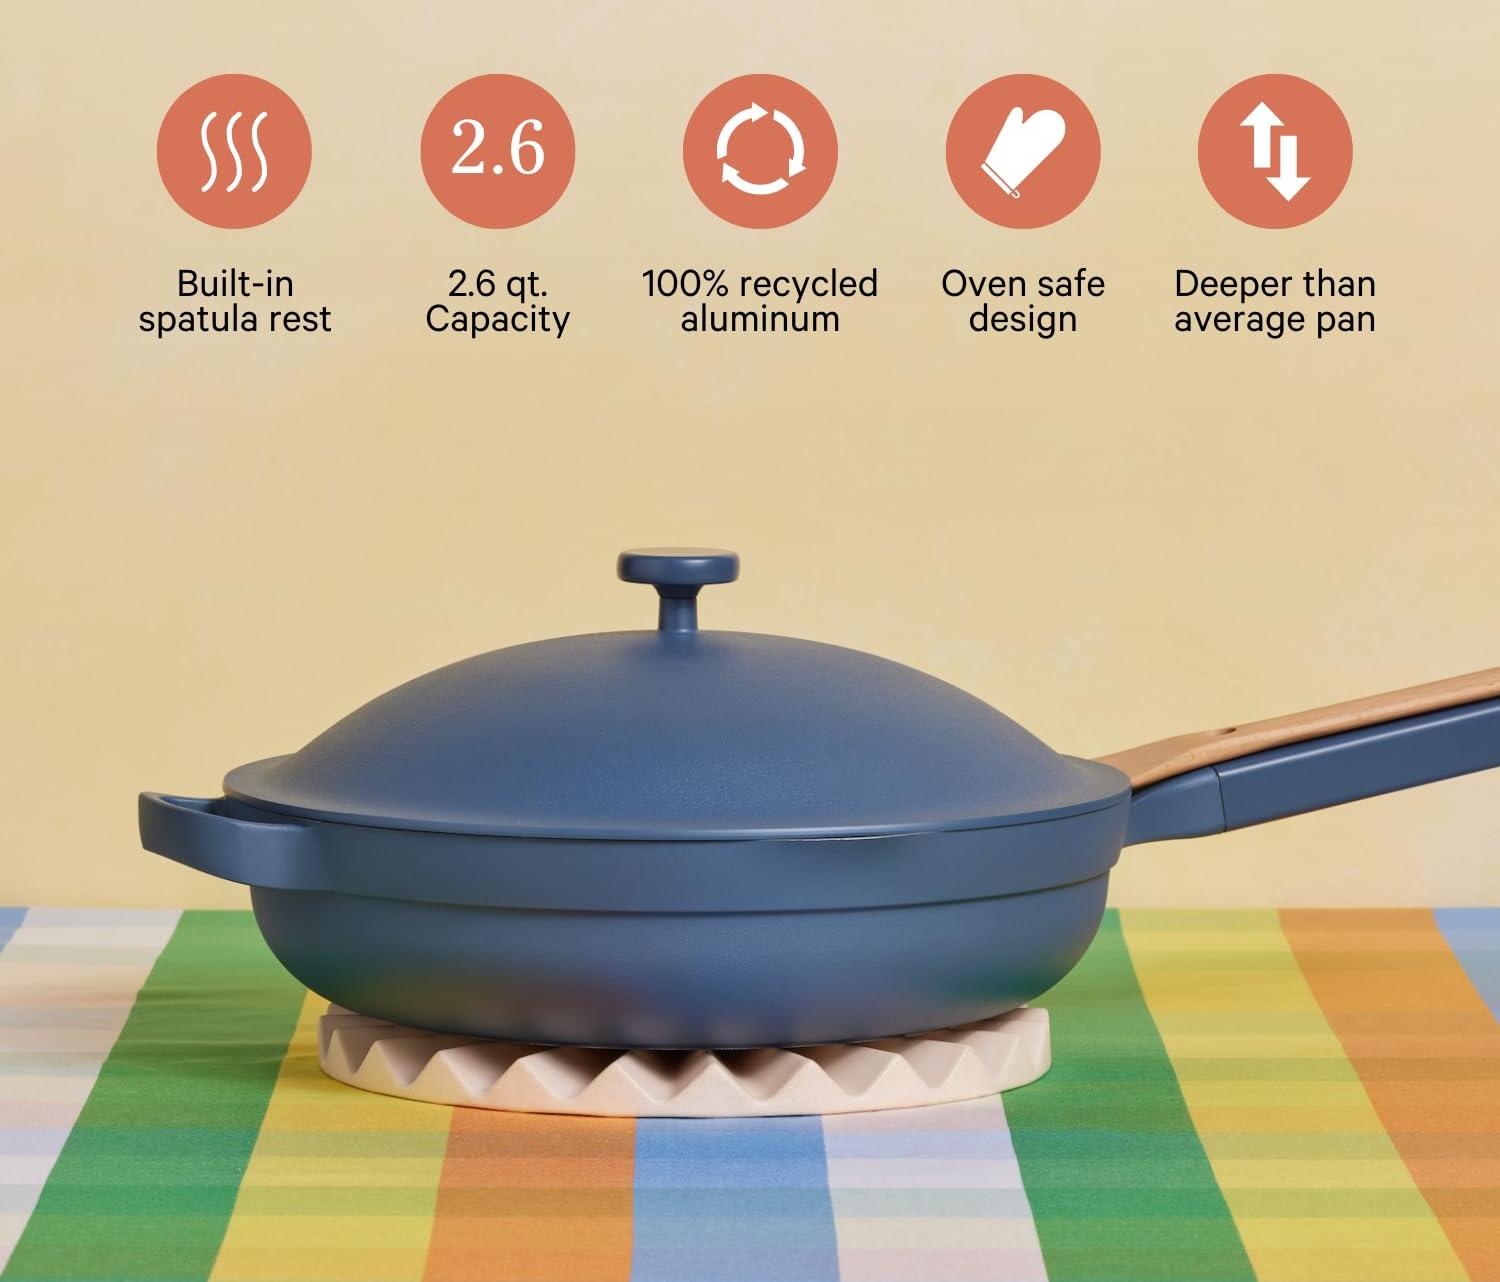 2.6
Built-in
spatula rest
2.6 qt.
Capacity
100% recycled
aluminum
Oven safe
design
Deeper than
average pan